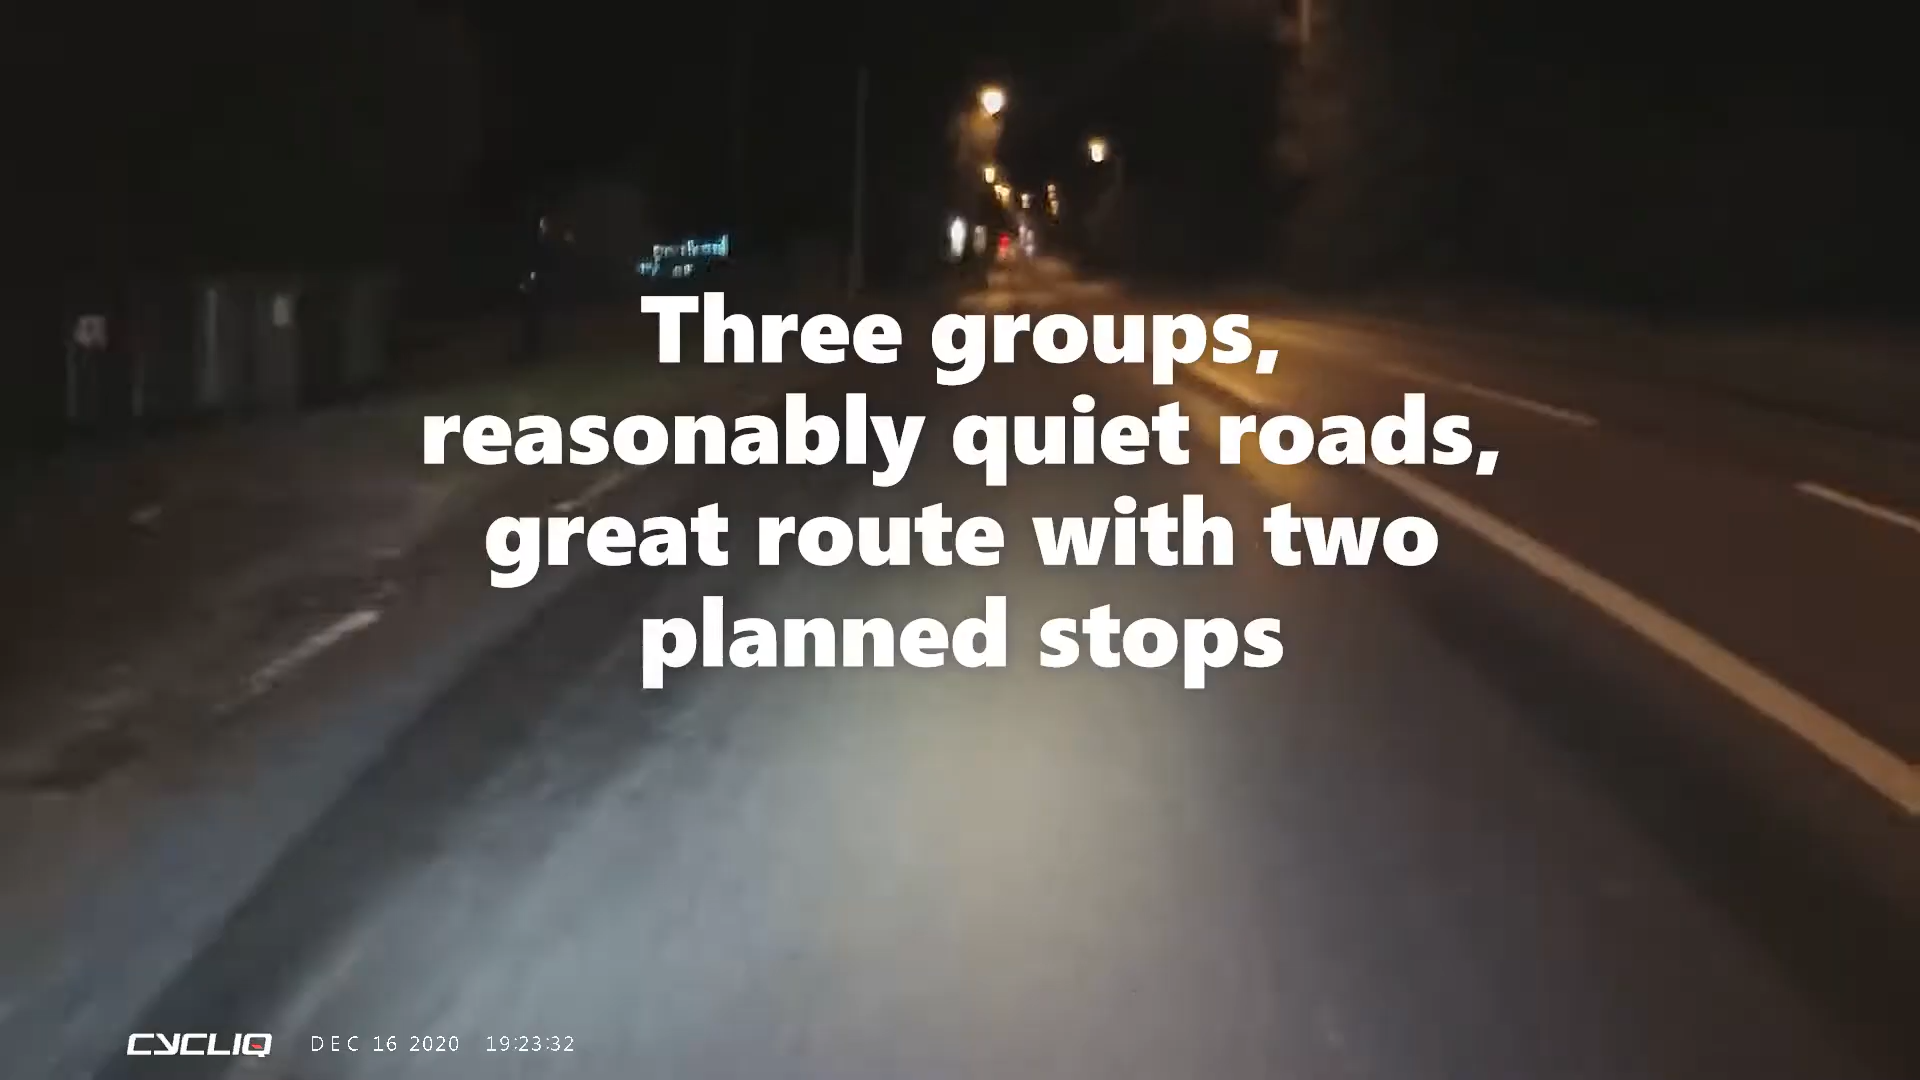 Three groups,
reasonably quiet roads,
great route with two
planned stops
CYCLIQ DEC 16 2020 19:23:32